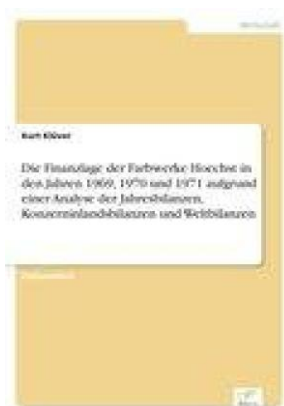 Kurt Klüver
Die Finanzlage der Farbwerke Hoechst in
den Jahren 1969, 1970 und 1971 aufgrund
einer Analyse der Jahresbilanzen,
Konzerninlandsbilanzen und Weltbilanzen